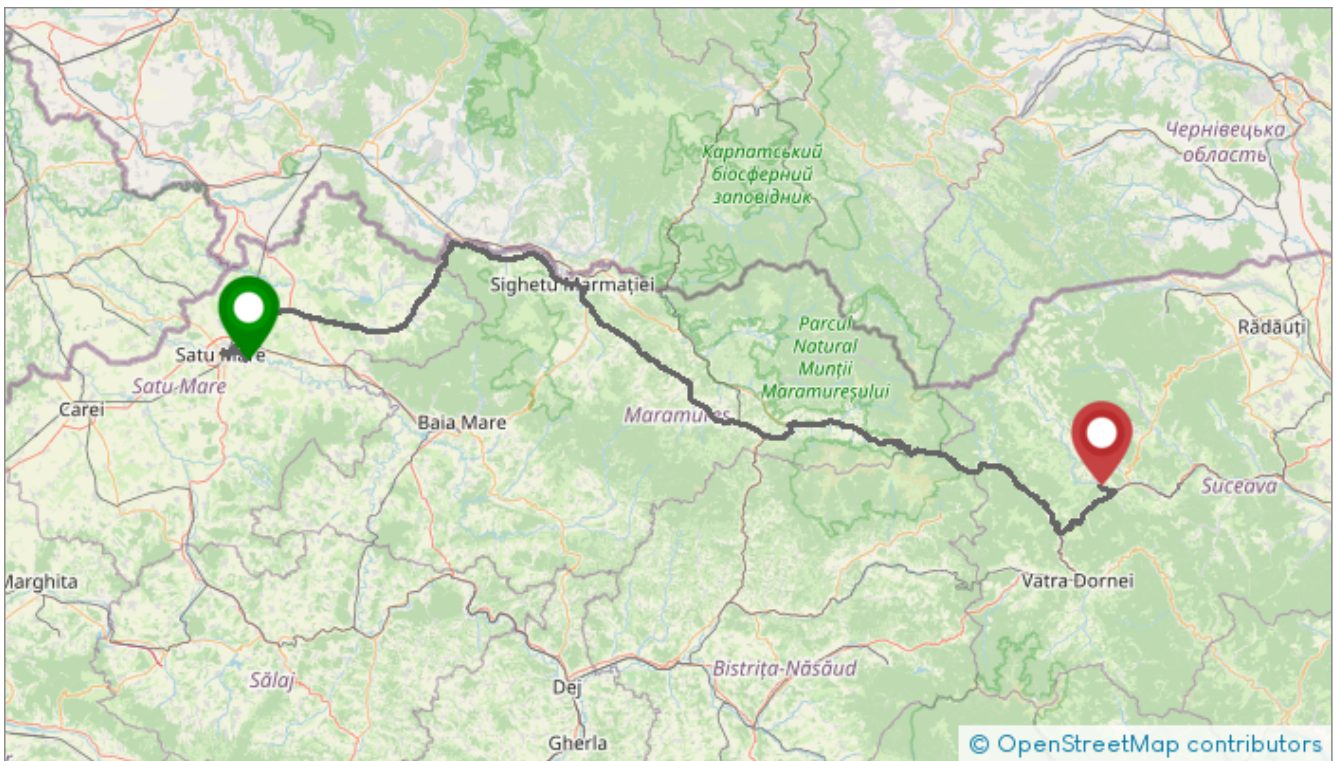 Чернівецька
область
Карпатський
біосферний
заповідник
Sighetu Marmației
Rădăuți
Parcul
Natural
Munții
Maramureșului
Satu Mare
Satu Mare
Carei
Maramureș
Baia Mare
Suceava
Marghita
Vatra Dornei
Bistrița-Năsăud
Sălaj
Dej
Gherla
© OpenStreetMap contributors